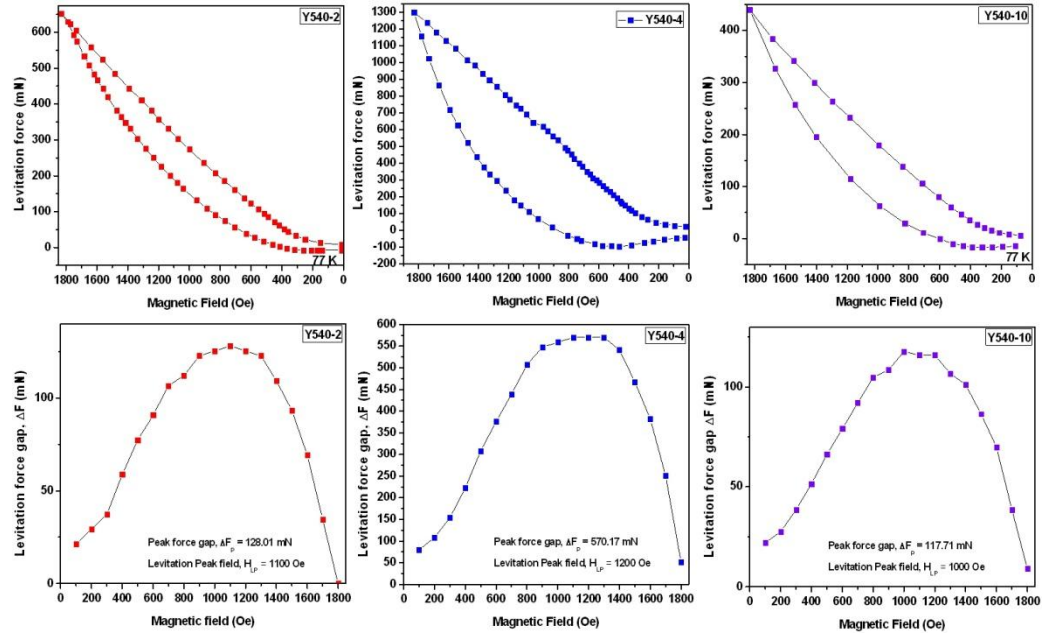 Y540-2
Levitation force (mN)
600
500
400
300
200
100
0
77 K
1800 1600 1400 1200 1000 800 600 400 200 0
Magnetic Field (Oe)
Y540-4
Levitation force (mN)
1300
1200
1100
1000
900
800
700
600
500
400
300
200
100
0
-100
-200
1800 1600 1400 1200 1000 800 600 400 200 0
Magnetic Field (Oe)
Y540-10
Levitation force (mN)
400
300
200
100
0
77 K
1800 1600 1400 1200 1000 800 600 400 200 0
Magnetic Field (Oe)
Y540-2
Levitation force gap, ΔF (mN)
100
50
0
Peak force gap, ΔFp = 128.01 mN
Levitation Peak field, HLP = 1100 Oe
0 200 400 600 800 1000 1200 1400 1600 1800
Magnetic field (Oe)
Y540-4
Levitation force gap, ΔF (mN)
600
550
500
450
400
350
300
250
200
150
100
50
0
Peak force gap, ΔFp = 570.17 mN
Levitation Peak field, HLP = 1200 Oe
0 200 400 600 800 1000 1200 1400 1600 1800
Magnetic Field (Oe)
Y540-10
Levitation force gap, ΔF (mN)
100
50
0
Peak force gap, ΔFp = 117.71 mN
Levitation Peak field, HLP = 1000 Oe
0 200 400 600 800 1000 1200 1400 1600 1800
Magnetic Field (Oe)